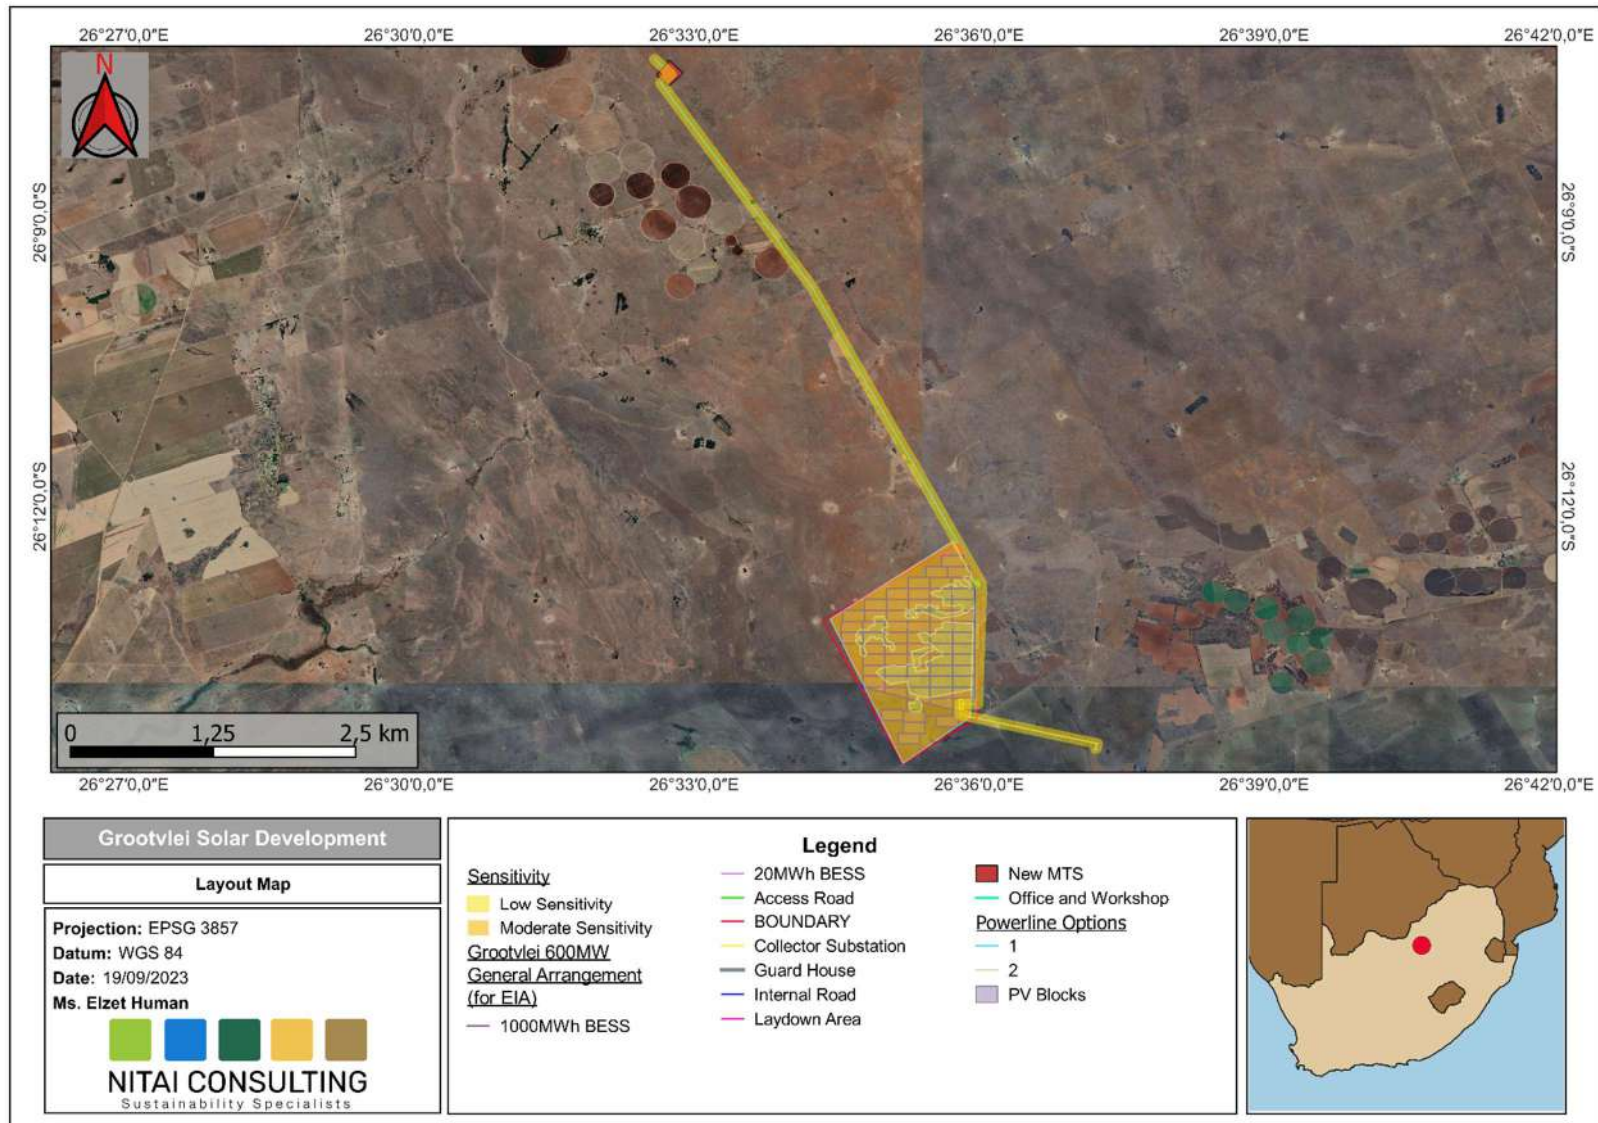 26°27'0,0"E 26°30'0,0"E 26°33'0,0"E 26°36'0,0"E 26°39'0,0"E 26°42'0,0"E
N
26°9'0,0"S
26°9'0,0"S
26°12'0,0"S
26°12'0,0"S
0 1,25 2,5 km
26°27'0,0"E 26°30'0,0"E 26°33'0,0"E 26°36'0,0"E 26°39'0,0"E 26°42'0,0"E
Grootvlei Solar Development
Layout Map
Projection: EPSG 3857
Datum: WGS 84
Date: 19/09/2023
Ms. Elzet Human
NITAI CONSULTING
Sustainability Specialists
Legend
Sensitivity
Low Sensitivity
Moderate Sensitivity
Grootvlei 600MW
General Arrangement
(for EIA)
1000MWh BESS
20MWh BESS
Access Road
BOUNDARY
Collector Substation
Guard House
Internal Road
Laydown Area
New MTS
Office and Workshop
Powerline Options
1
2
PV Blocks